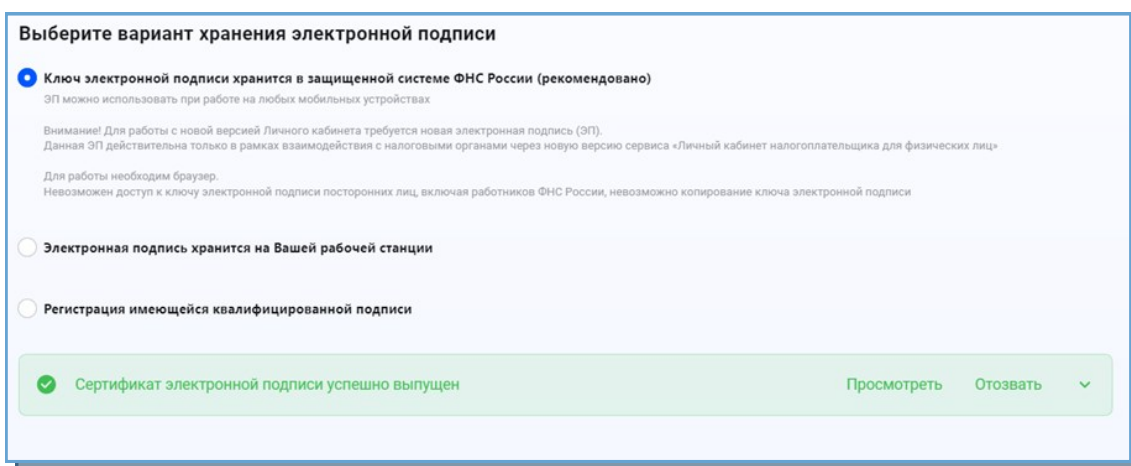 Выберите вариант хранения электронной подписи
Ключ электронной подписи хранится в защищенной системе ФНС России (рекомендовано)
ЭП можно использовать при работе на любых мобильных устройствах
Внимание! Для работы с новой версией Личного кабинета требуется новая электронная подпись (ЭП).
Данная ЭП действительна только в рамках взаимодействия с налоговыми органами через новую версию сервиса «Личный кабинет налогоплательщика для физических лиц»
Для работы необходим браузер.
Невозможен доступ к ключу электронной подписи посторонних лиц, включая работников ФНС России, невозможно копирование ключа электронной подписи
Электронная подпись хранится на Вашей рабочей станции
Регистрация имеющейся квалифицированной подписи
Сертификат электронной подписи успешно выпущен Просмотреть Отозвать